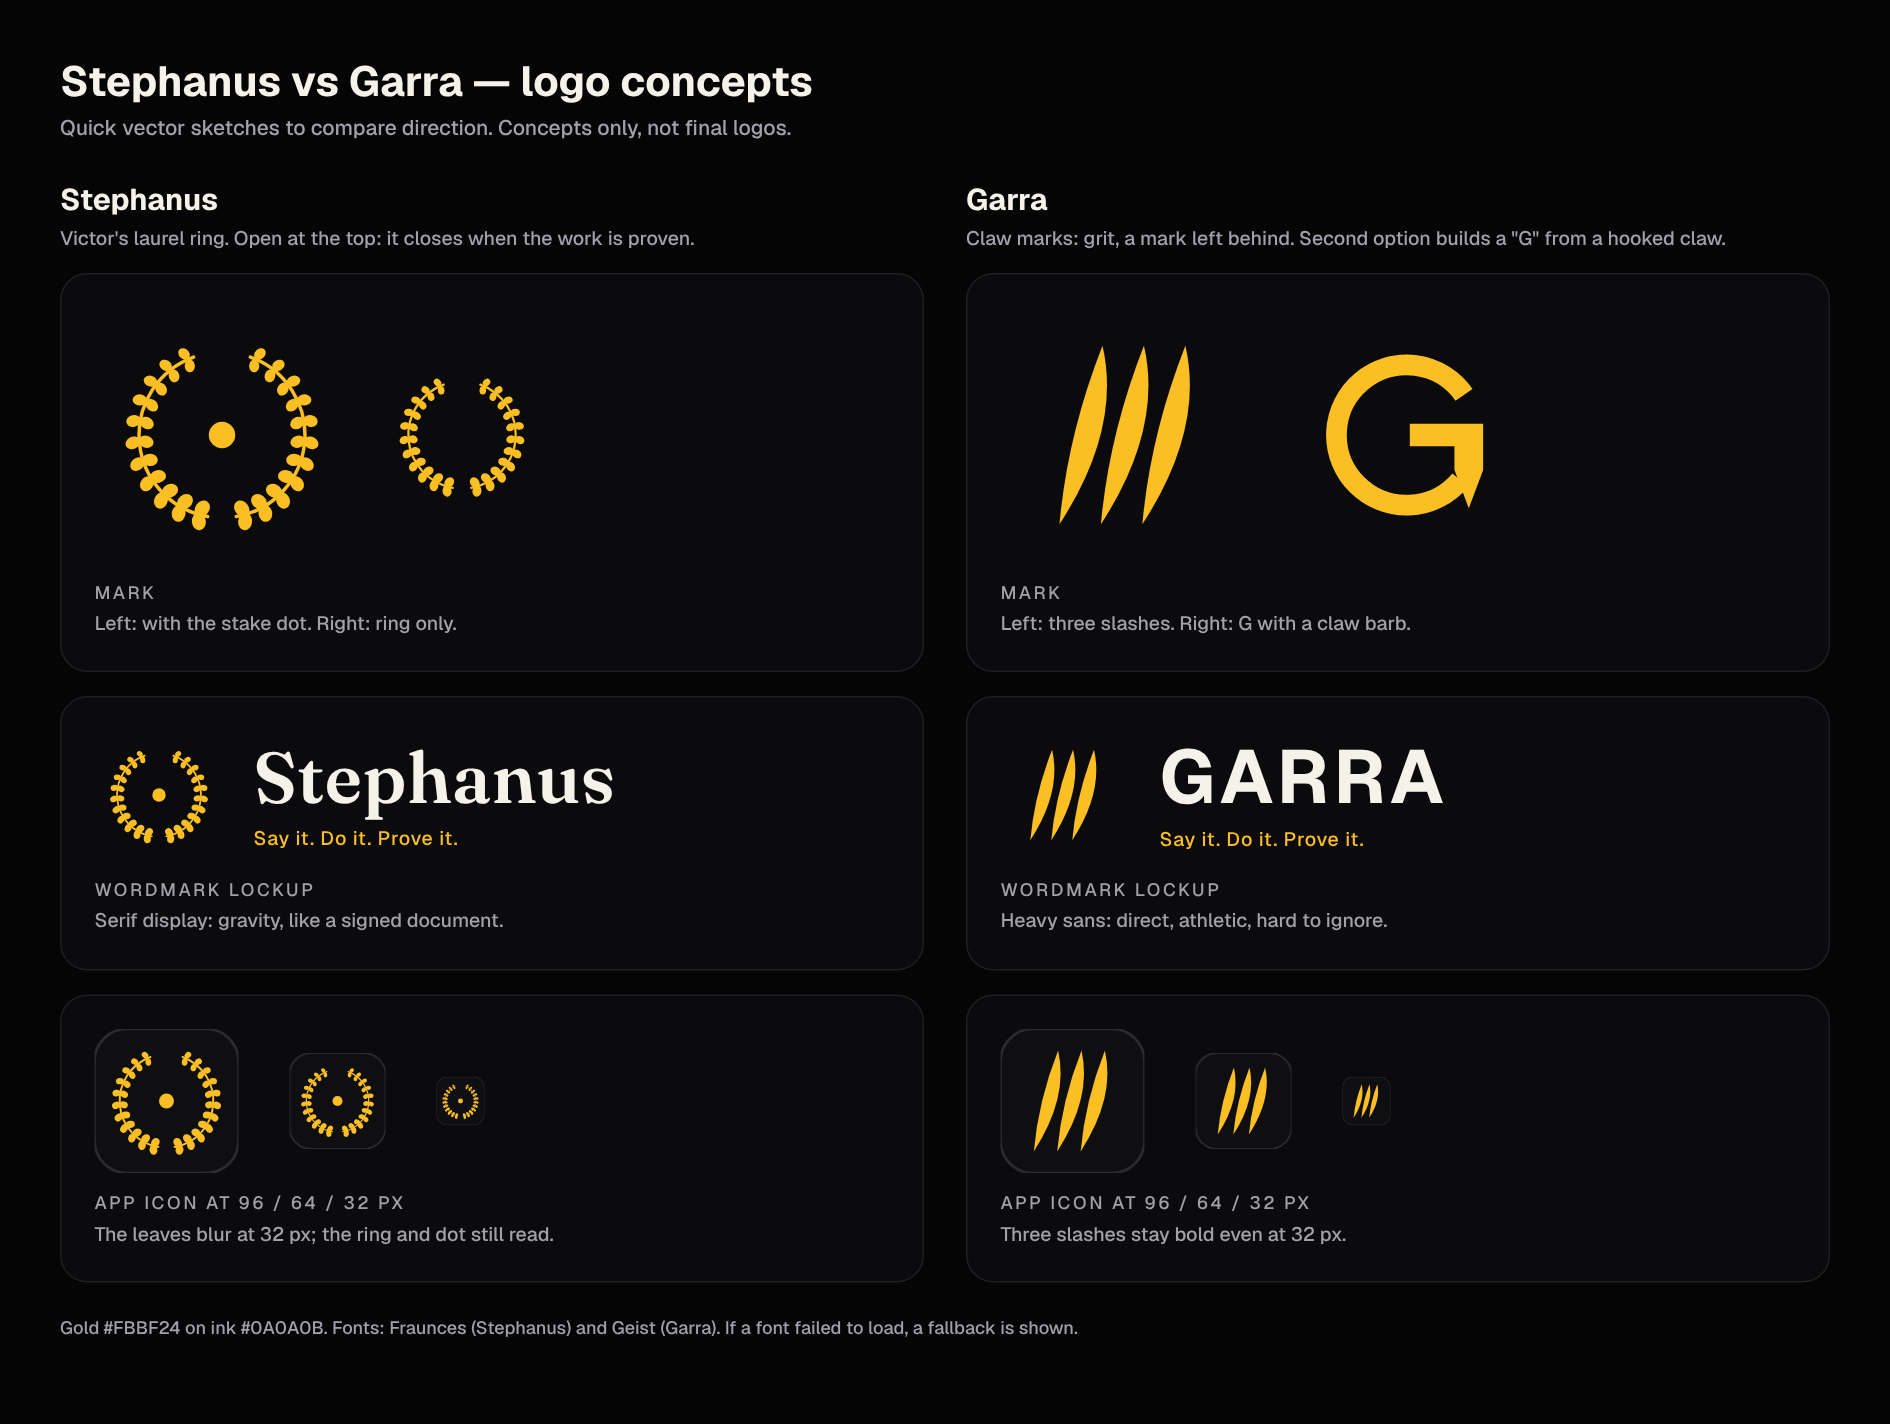 Stephanus vs Garra — logo concepts
Quick vector sketches to compare direction. Concepts only, not final logos.
Stephanus
Victor's laurel ring. Open at the top: it closes when the work is proven.
MARK
Left: with the stake dot. Right: ring only.
Stephanus
Say it. Do it. Prove it.
WORDMARK LOCKUP
Serif display: gravity, like a signed document.
APP ICON AT 96 / 64 / 32 PX
The leaves blur at 32 px; the ring and dot still read.
Garra
Claw marks: grit, a mark left behind. Second option builds a "G" from a hooked claw.
G
MARK
Left: three slashes. Right: G with a claw barb.
GARRA
Say it. Do it. Prove it.
WORDMARK LOCKUP
Heavy sans: direct, athletic, hard to ignore.
APP ICON AT 96 / 64 / 32 PX
Three slashes stay bold even at 32 px.
Gold #FBBF24 on ink #0A0A0B. Fonts: Fraunces (Stephanus) and Geist (Garra). If a font failed to load, a fallback is shown.